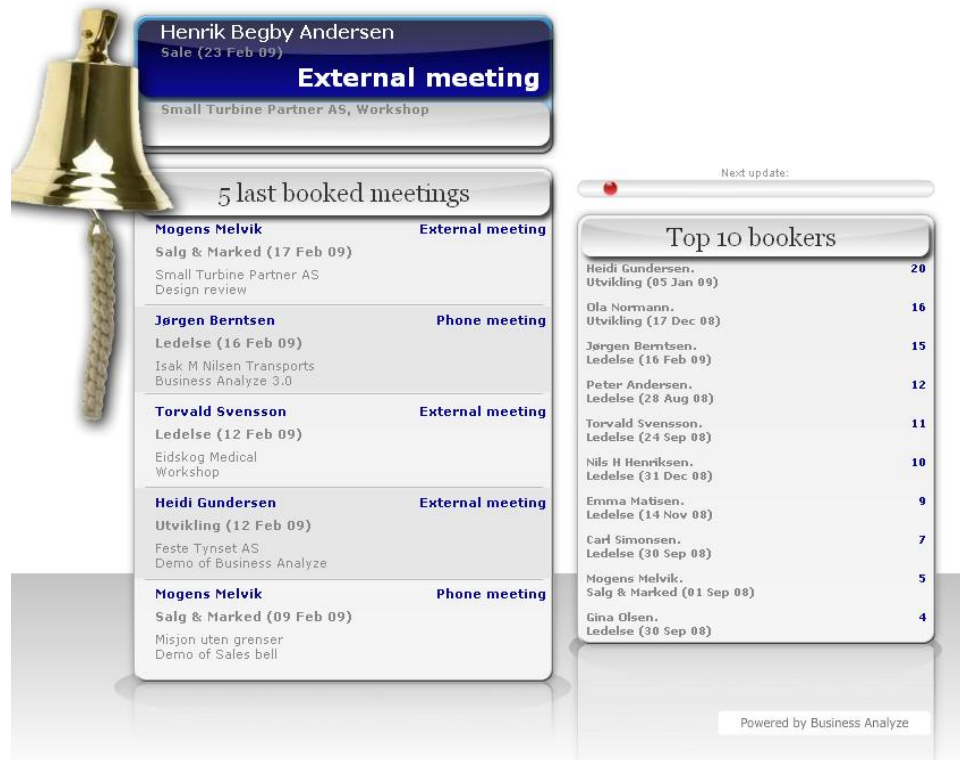 Henrik Begby Andersen
Sale (23 Feb 09)
External meeting
Small Turbine Partner AS, Workshop
5 last booked meetings
Mogens Melvik External meeting
Salg & Marked (17 Feb 09)
Small Turbine Partner AS
Design review
Jørgen Berntsen Phone meeting
Ledelse (16 Feb 09)
Isak M Nilsen Transports
Business Analyze 3.0
Torvald Svensson External meeting
Ledelse (12 Feb 09)
Eidskog Medical
Workshop
Heidi Gundersen External meeting
Utvikling (12 Feb 09)
Feste Tynset AS
Demo of Business Analyze
Mogens Melvik Phone meeting
Salg & Marked (09 Feb 09)
Misjon uten grenser
Demo of Sales bell
Next update:
Top 10 bookers
Heidi Gundersen. 20
Utvikling (05 Jan 09)
Ola Normann. 16
Utvikling (17 Dec 08)
Jørgen Berntsen. 15
Ledelse (16 Feb 09)
Peter Andersen. 12
Ledelse (28 Aug 08)
Torvald Svensson. 11
Ledelse (24 Sep 08)
Nils H Henriksen. 10
Ledelse (31 Dec 08)
Emma Matisen. 9
Ledelse (14 Nov 08)
Carl Simonsen. 7
Ledelse (30 Sep 08)
Mogens Melvik. 5
Salg & Marked (01 Sep 08)
Gina Olsen. 4
Ledelse (30 Sep 08)
Powered by Business Analyze